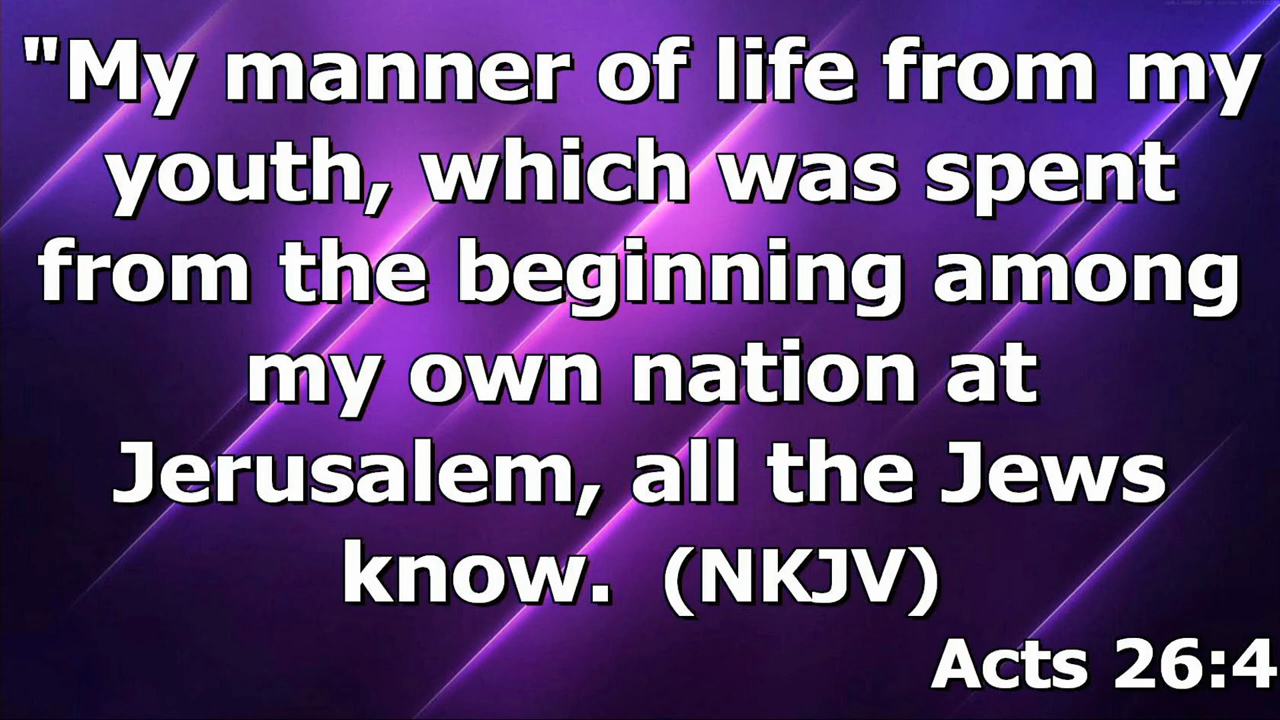 "My manner of life from my
youth, which was spent
from the beginning among
my own nation at
Jerusalem, all the Jews
know.  (NKJV)
Acts 26:4